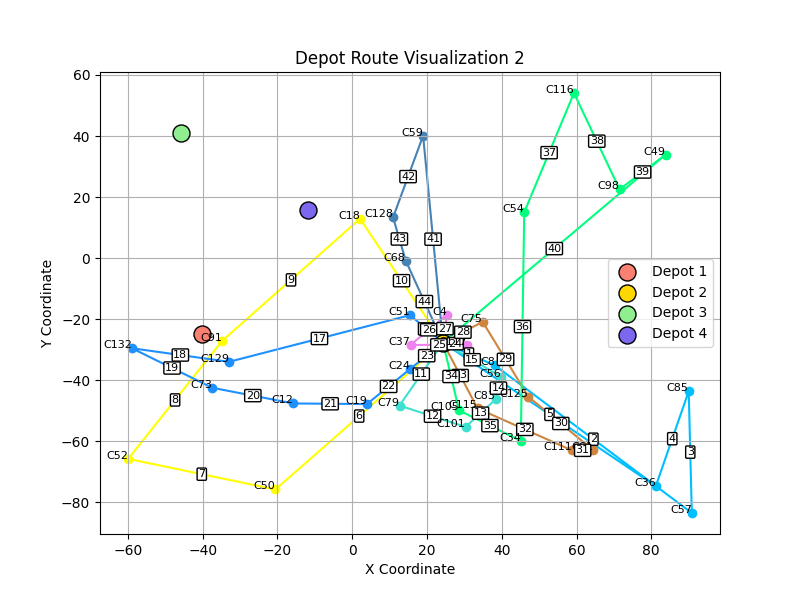 Depot Route Visualization 2
Y Coordinate
60
40
20
0
−20
−40
−60
−80
−60
−40
−20
0
20
40
60
80
X Coordinate
Depot 1
Depot 2
Depot 3
Depot 4
C116
C59
38
37
C49
39
42
C98
C18
C128
C54
43
41
40
C68
9
10
44
C51
C4
C75
36
26
27
28
C91
17
C37
25
24
C132
18
C129
23
15
29
19
C24
C56
11
34
C73
22
14
C85
20
C12
21
C19
C79
C83
C125
8
6
12
C115
13
5
C101
35
32
30
4
2
C34
C111
31
3
C52
7
C50
C36
C57